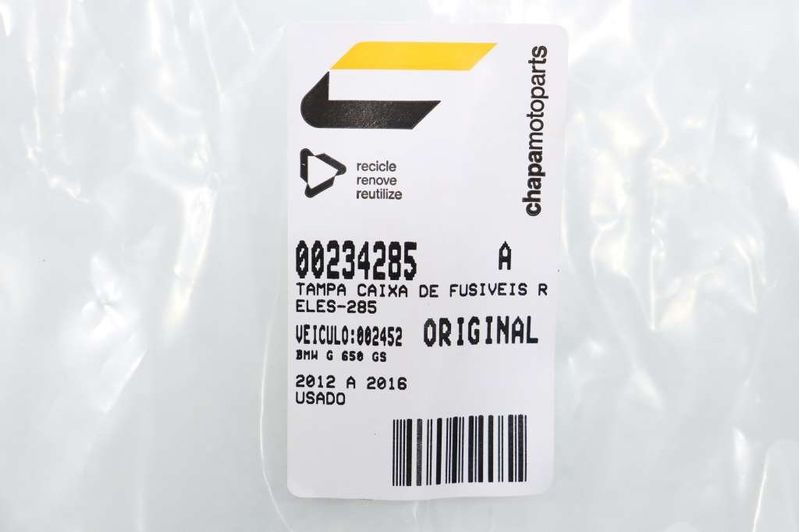 chapamotoparts
recicle
renove
reutilize
00234285 A
TAMPA CAIXA DE FUSIVEIS R
ELES-285
VEICULO:002452 ORIGINAL
BMW G 650 GS
2012 A 2016
USADO